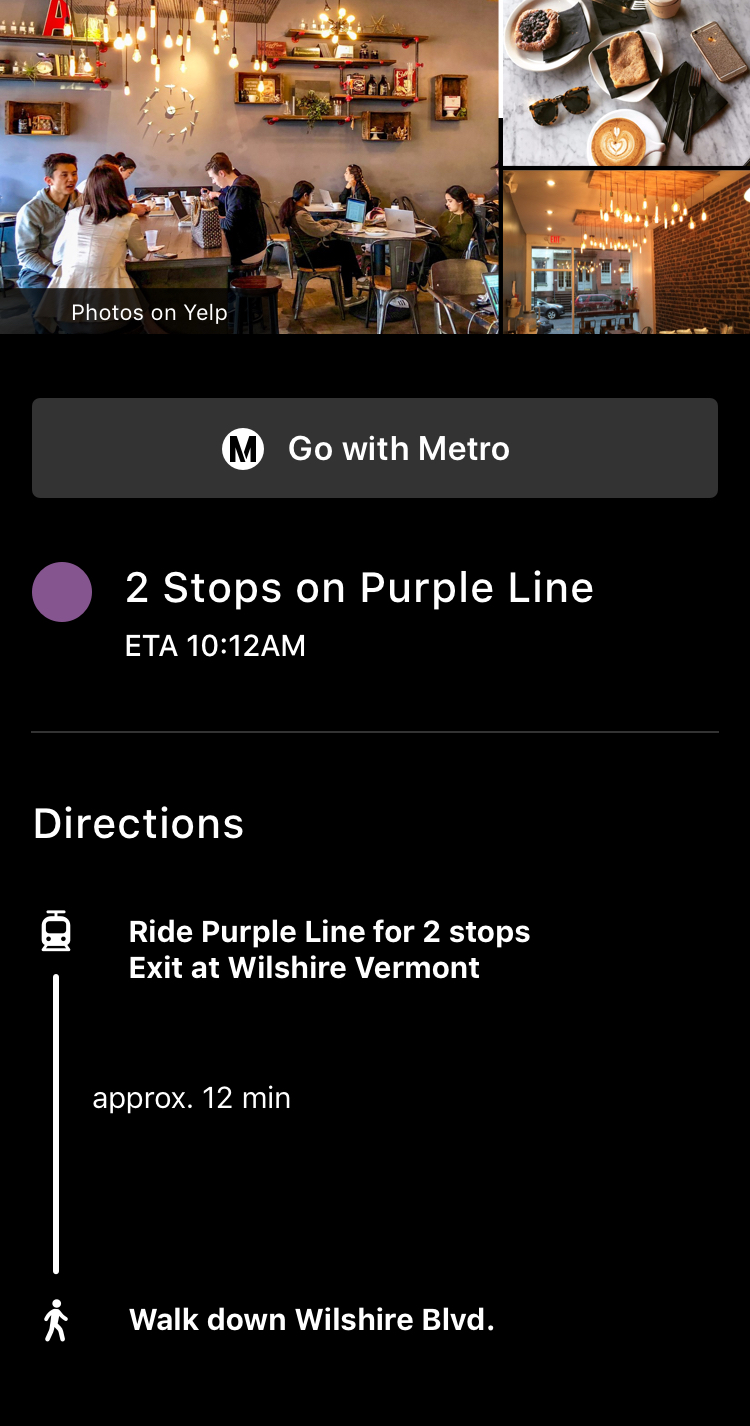 A
EXIT
Photos on Yelp
M Go with Metro
2 Stops on Purple Line
ETA 10:12AM
Directions
Ride Purple Line for 2 stops
Exit at Wilshire Vermont
approx. 12 min
Walk down Wilshire Blvd.